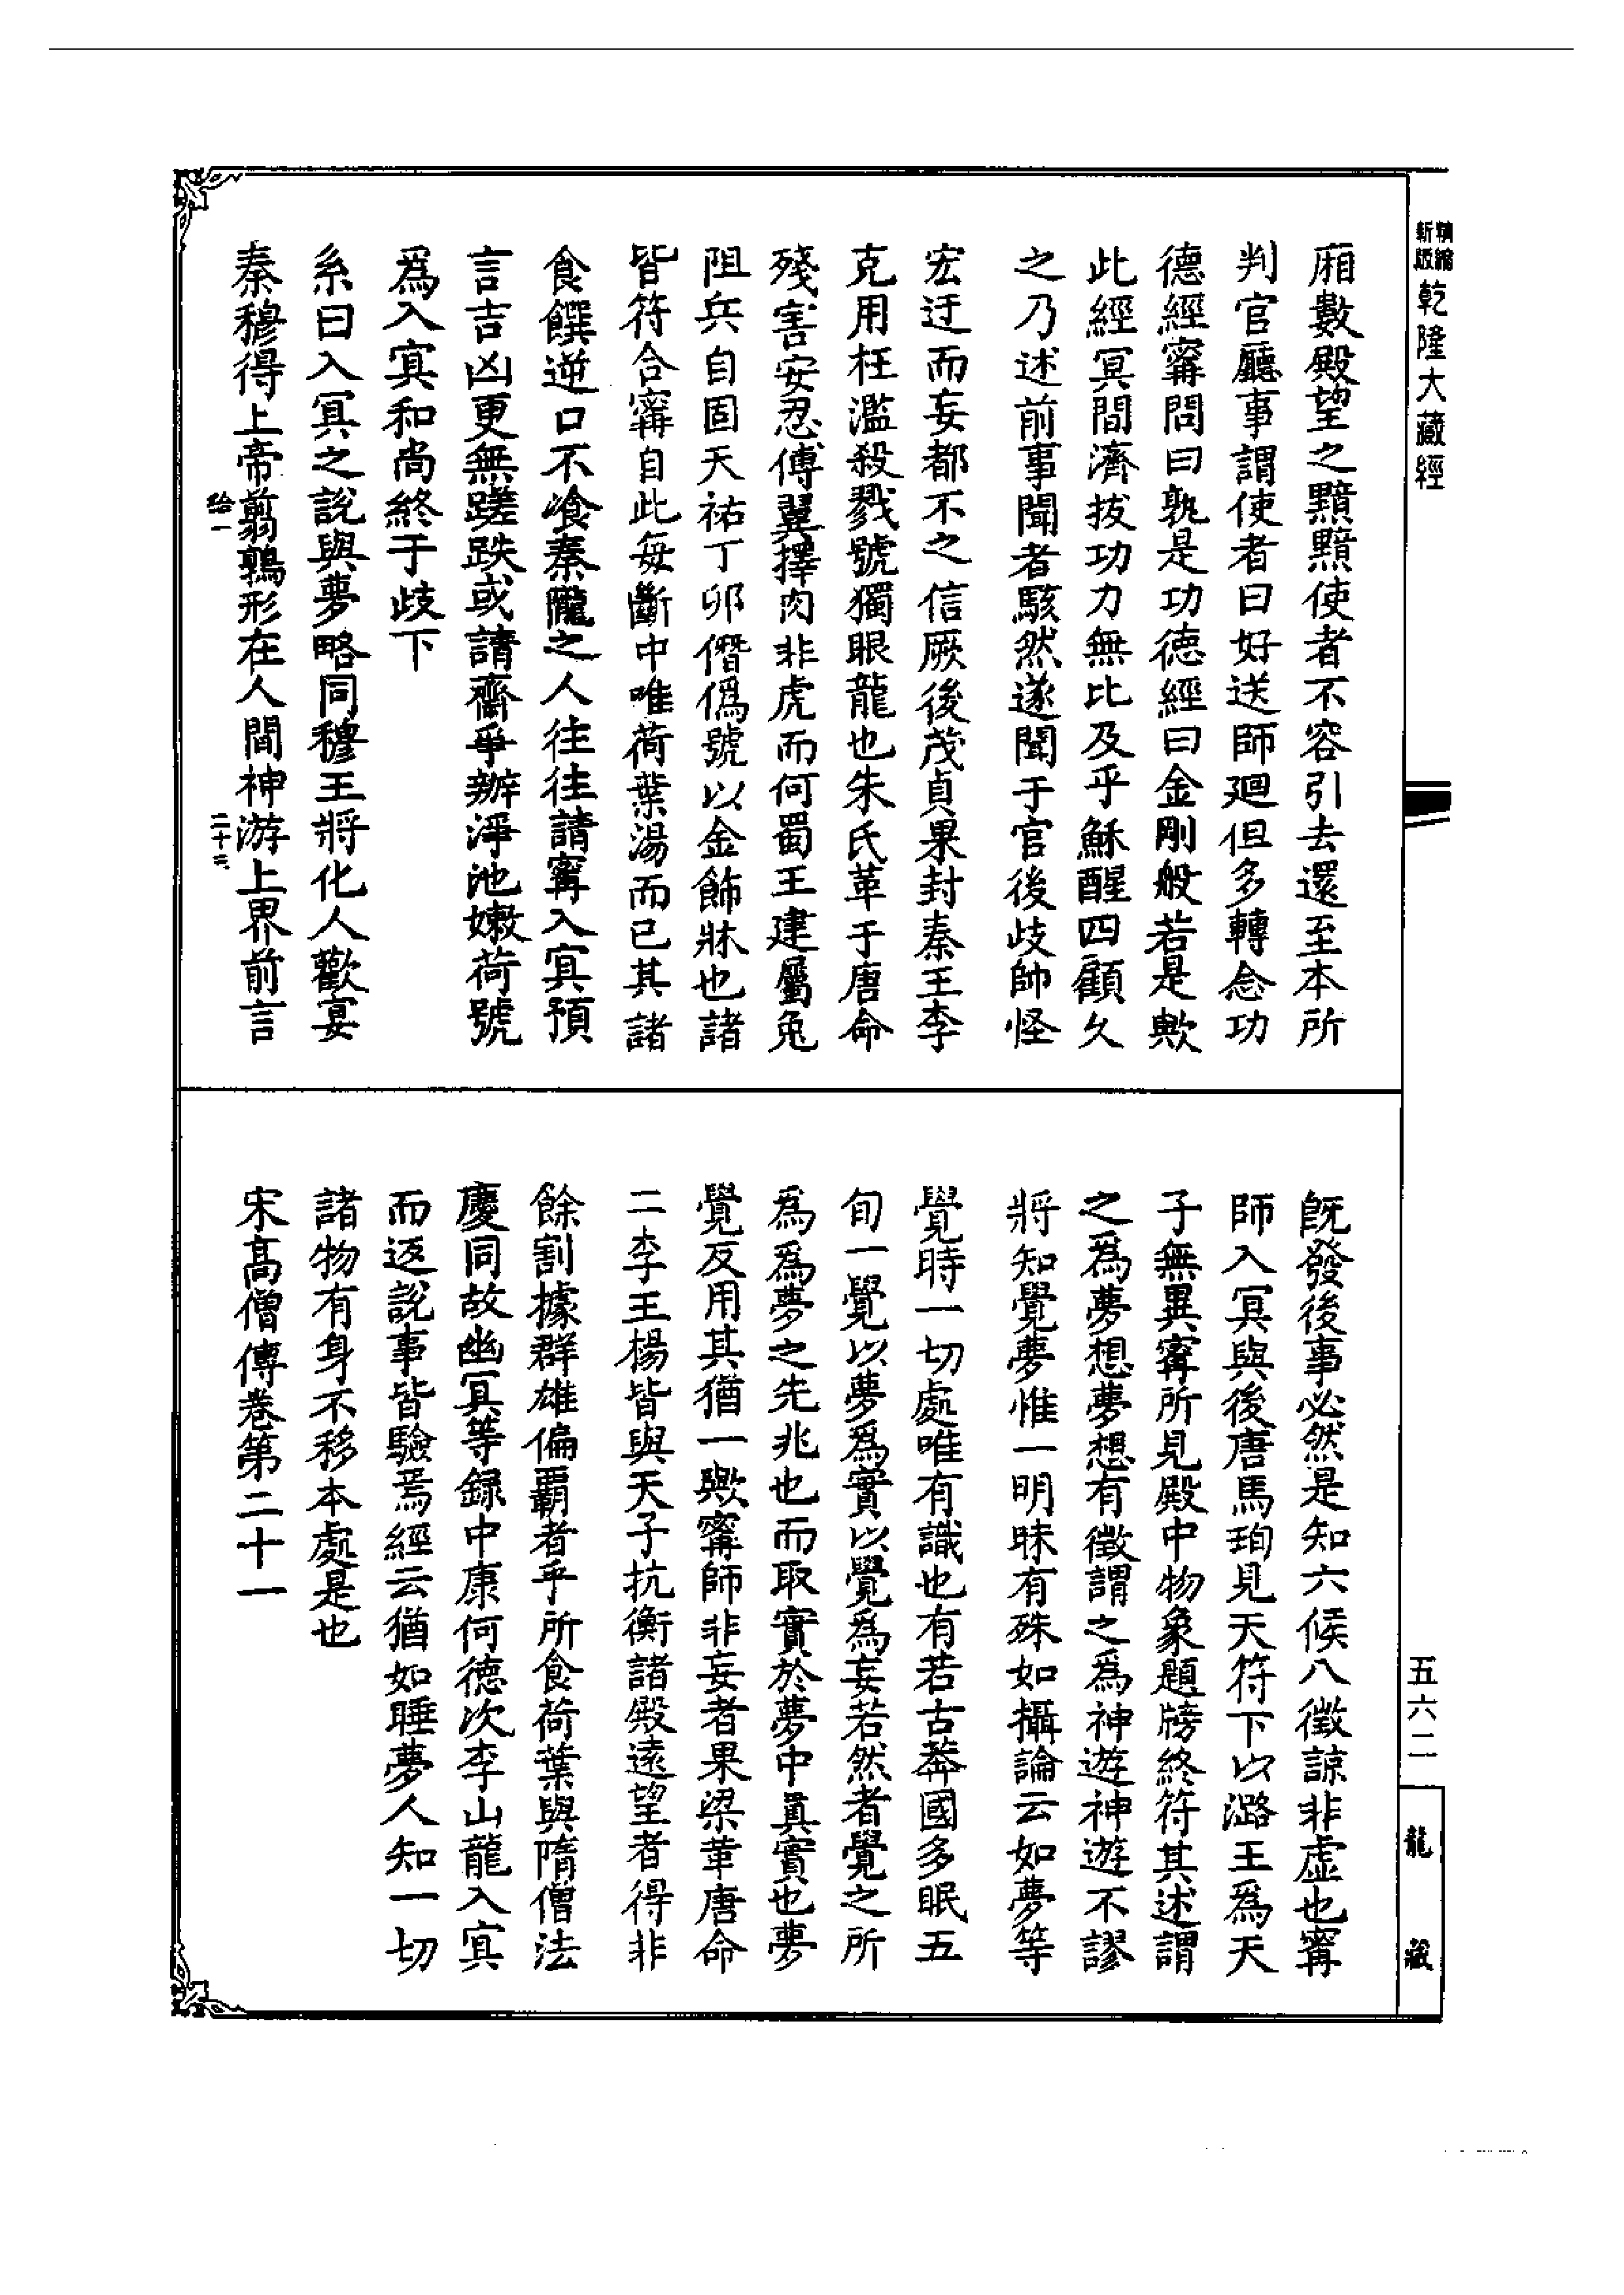 精縮
新版
乾隆大藏經
廂數殿望之黯黯使者不容引去還至本所
判官廳事謂使者曰好送師廻但多轉念功
德經甯問曰孰是功德經曰金剛般若是歟
此經冥間濟拔功力無比及乎穌醒四顧久
之乃述前事聞者駭然遂聞于官後歧帥怪
宏迂而妄都不之信厥後茂貞果封秦王李
克用枉濫殺戮號獨眼龍也朱氏革于唐命
殘害安忍傅翼擇肉非虎而何蜀王建屬兔
阻兵自固天祐丁卯僭僞號以金飾牀也諸
皆符合甯自此每斷中唯荷葉湯而已其諸
食饌逆口不飡秦隴之人往往請甯入冥預
言吉凶更無蹉跌或請齋爭辦淨池嫩荷號
爲入冥和尚終于歧下
系曰入冥之說與夢略同穆王將化人歡宴
秦穆得上帝翦鶉形在人間神游上界前言
給一
二十三
旣發後事必然是知六候八徵諒非虛也甯
師入冥與後唐馬珣見天符下以潞王爲天
子無異甯所見殿中物象題牓終符其述謂
之爲夢想夢想有徵謂之爲神遊神遊不謬
將知覺夢惟一明昧有殊如攝論云如夢等
覺時一切處唯有識也有若古莽國多眠五
旬一覺以夢爲實以覺爲妄若然者覺之所
爲爲夢之先兆也而取實於夢中眞實也夢
覺反用其猶一歟甯師非妄者果梁革唐命
二李王楊皆與天子抗衡諸殿遠望者得非
餘割據群雄偏覇者乎所食荷葉與隋僧法
慶同故幽冥等録中康何德次李山龍入冥
而返說事皆驗焉經云猶如睡夢人知一切
諸物有身不移本處是也
宋高僧傳卷第二十一
五六二
龍藏